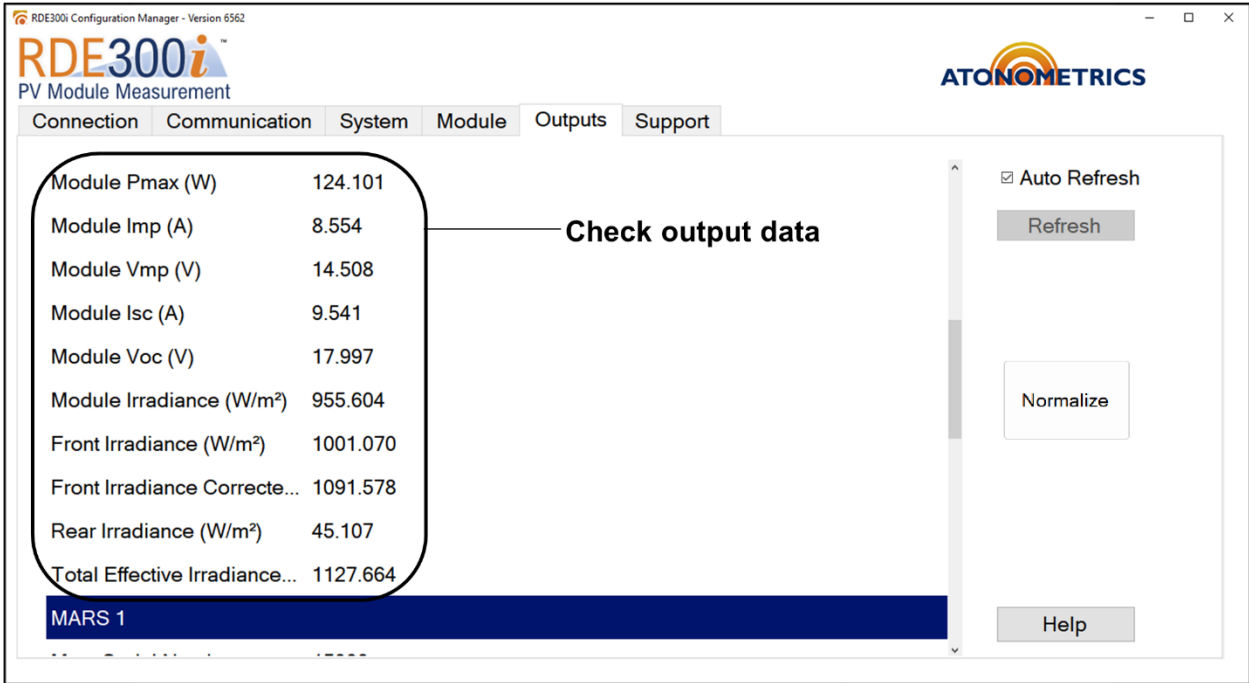 RDE300i Configuration Manager - Version 6562
RDE300i™
PV Module Measurement
ATONOMETRICS
Connection Communication System Module Outputs Support
Module Pmax (W) 124.101
Module Imp (A) 8.554
Module Vmp (V) 14.508
Module Isc (A) 9.541
Module Voc (V) 17.997
Module Irradiance (W/m²) 955.604
Front Irradiance (W/m²) 1001.070
Front Irradiance Correcte... 1091.578
Rear Irradiance (W/m²) 45.107
Total Effective Irradiance... 1127.664
MARS 1
Check output data
Auto Refresh
Refresh
Normalize
Help